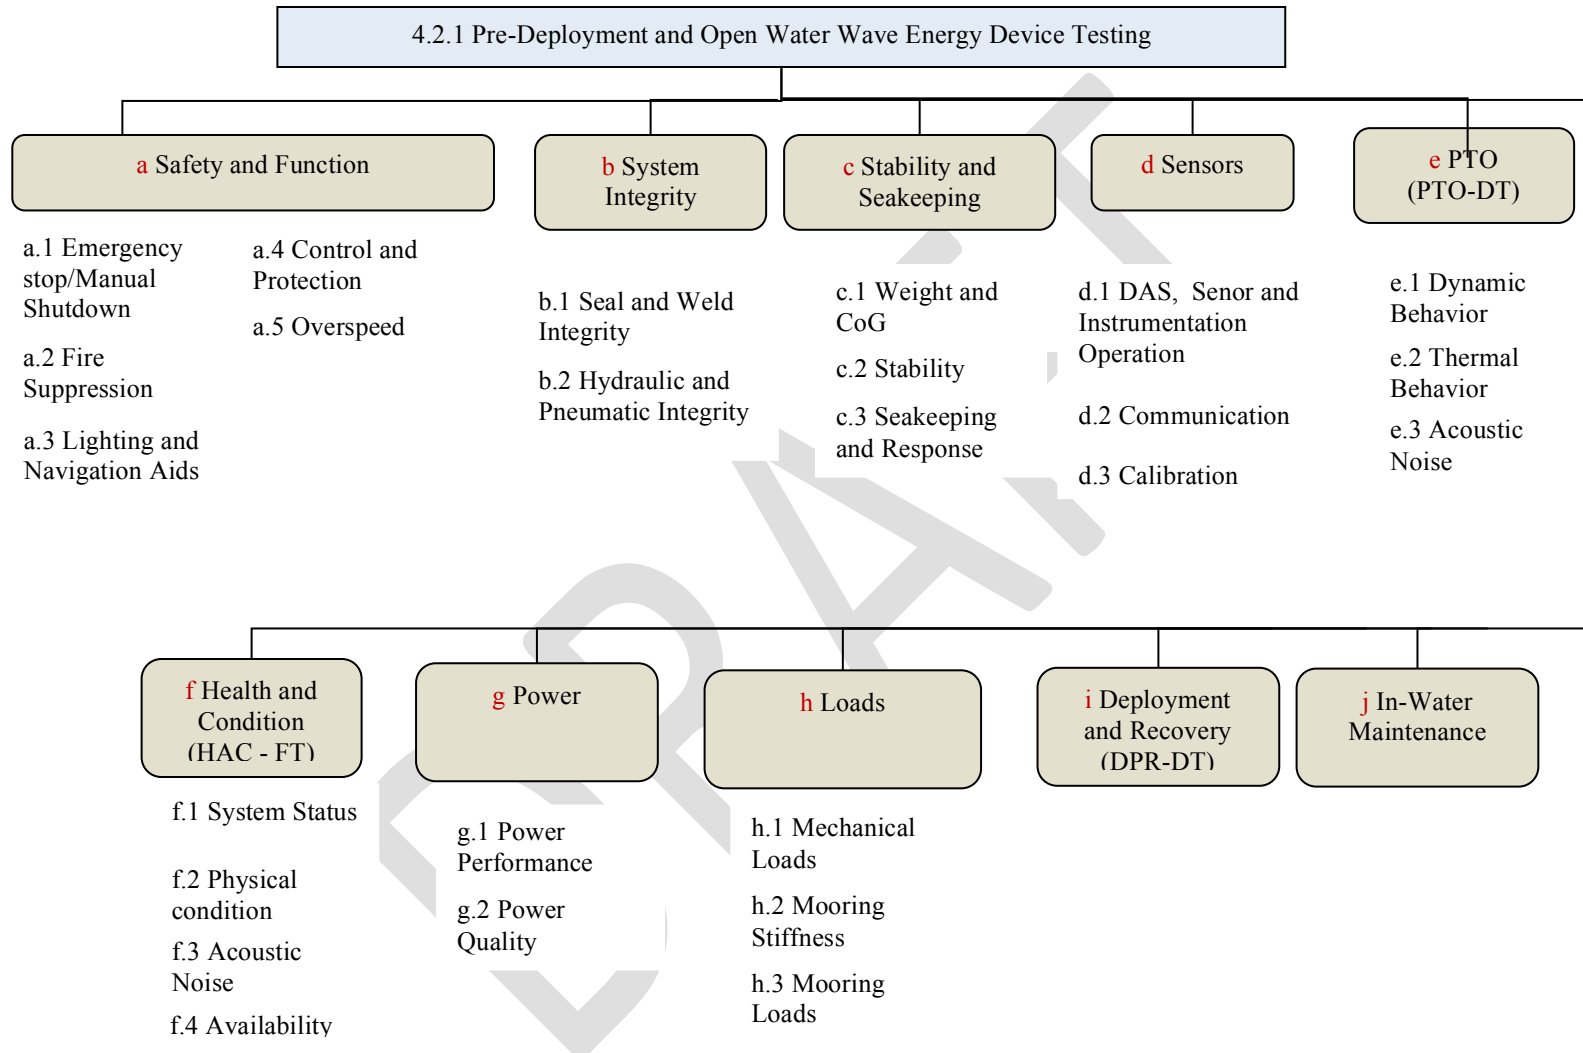 4.2.1 Pre-Deployment and Open Water Wave Energy Device Testing
a Safety and Function
a.1 Emergency
stop/Manual
Shutdown
a.2 Fire
Suppression
a.3 Lighting and
Navigation Aids
a.4 Control and
Protection
a.5 Overspeed
b System
Integrity
b.1 Seal and Weld
Integrity
b.2 Hydraulic and
Pneumatic Integrity
c Stability and
Seakeeping
c.1 Weight and
CoG
c.2 Stability
c.3 Seakeeping
and Response
d Sensors
d.1 DAS, Senor and
Instrumentation
Operation
d.2 Communication
d.3 Calibration
e PTO
(PTO-DT)
e.1 Dynamic
Behavior
e.2 Thermal
Behavior
e.3 Acoustic
Noise
f Health and
Condition
(HAC - FT)
f.1 System Status
f.2 Physical
condition
f.3 Acoustic
Noise
f.4 Availability
g Power
g.1 Power
Performance
g.2 Power
Quality
h Loads
h.1 Mechanical
Loads
h.2 Mooring
Stiffness
h.3 Mooring
Loads
i Deployment
and Recovery
(DPR-DT)
j In-Water
Maintenance
DRAFT